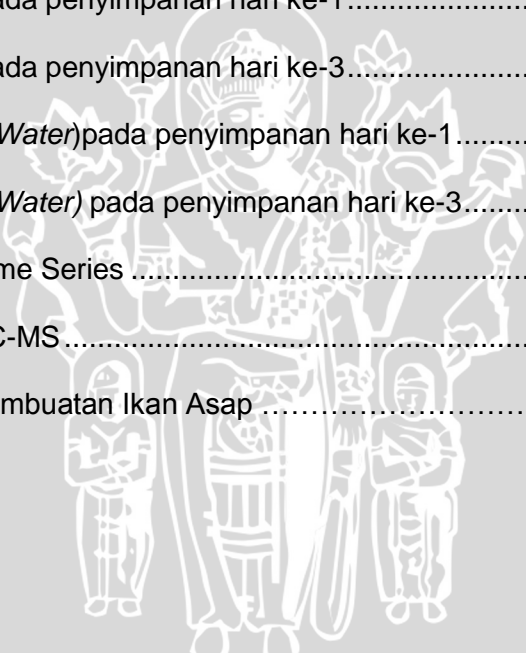 pada penyimpanan hari ke-1.....................
ada penyimpanan hari ke-3.....................
Water)pada penyimpanan hari ke-1.........
Water) pada penyimpanan hari ke-3........
me Series ...............................................
C-MS.......................................................
mbuatan Ikan Asap ………………………